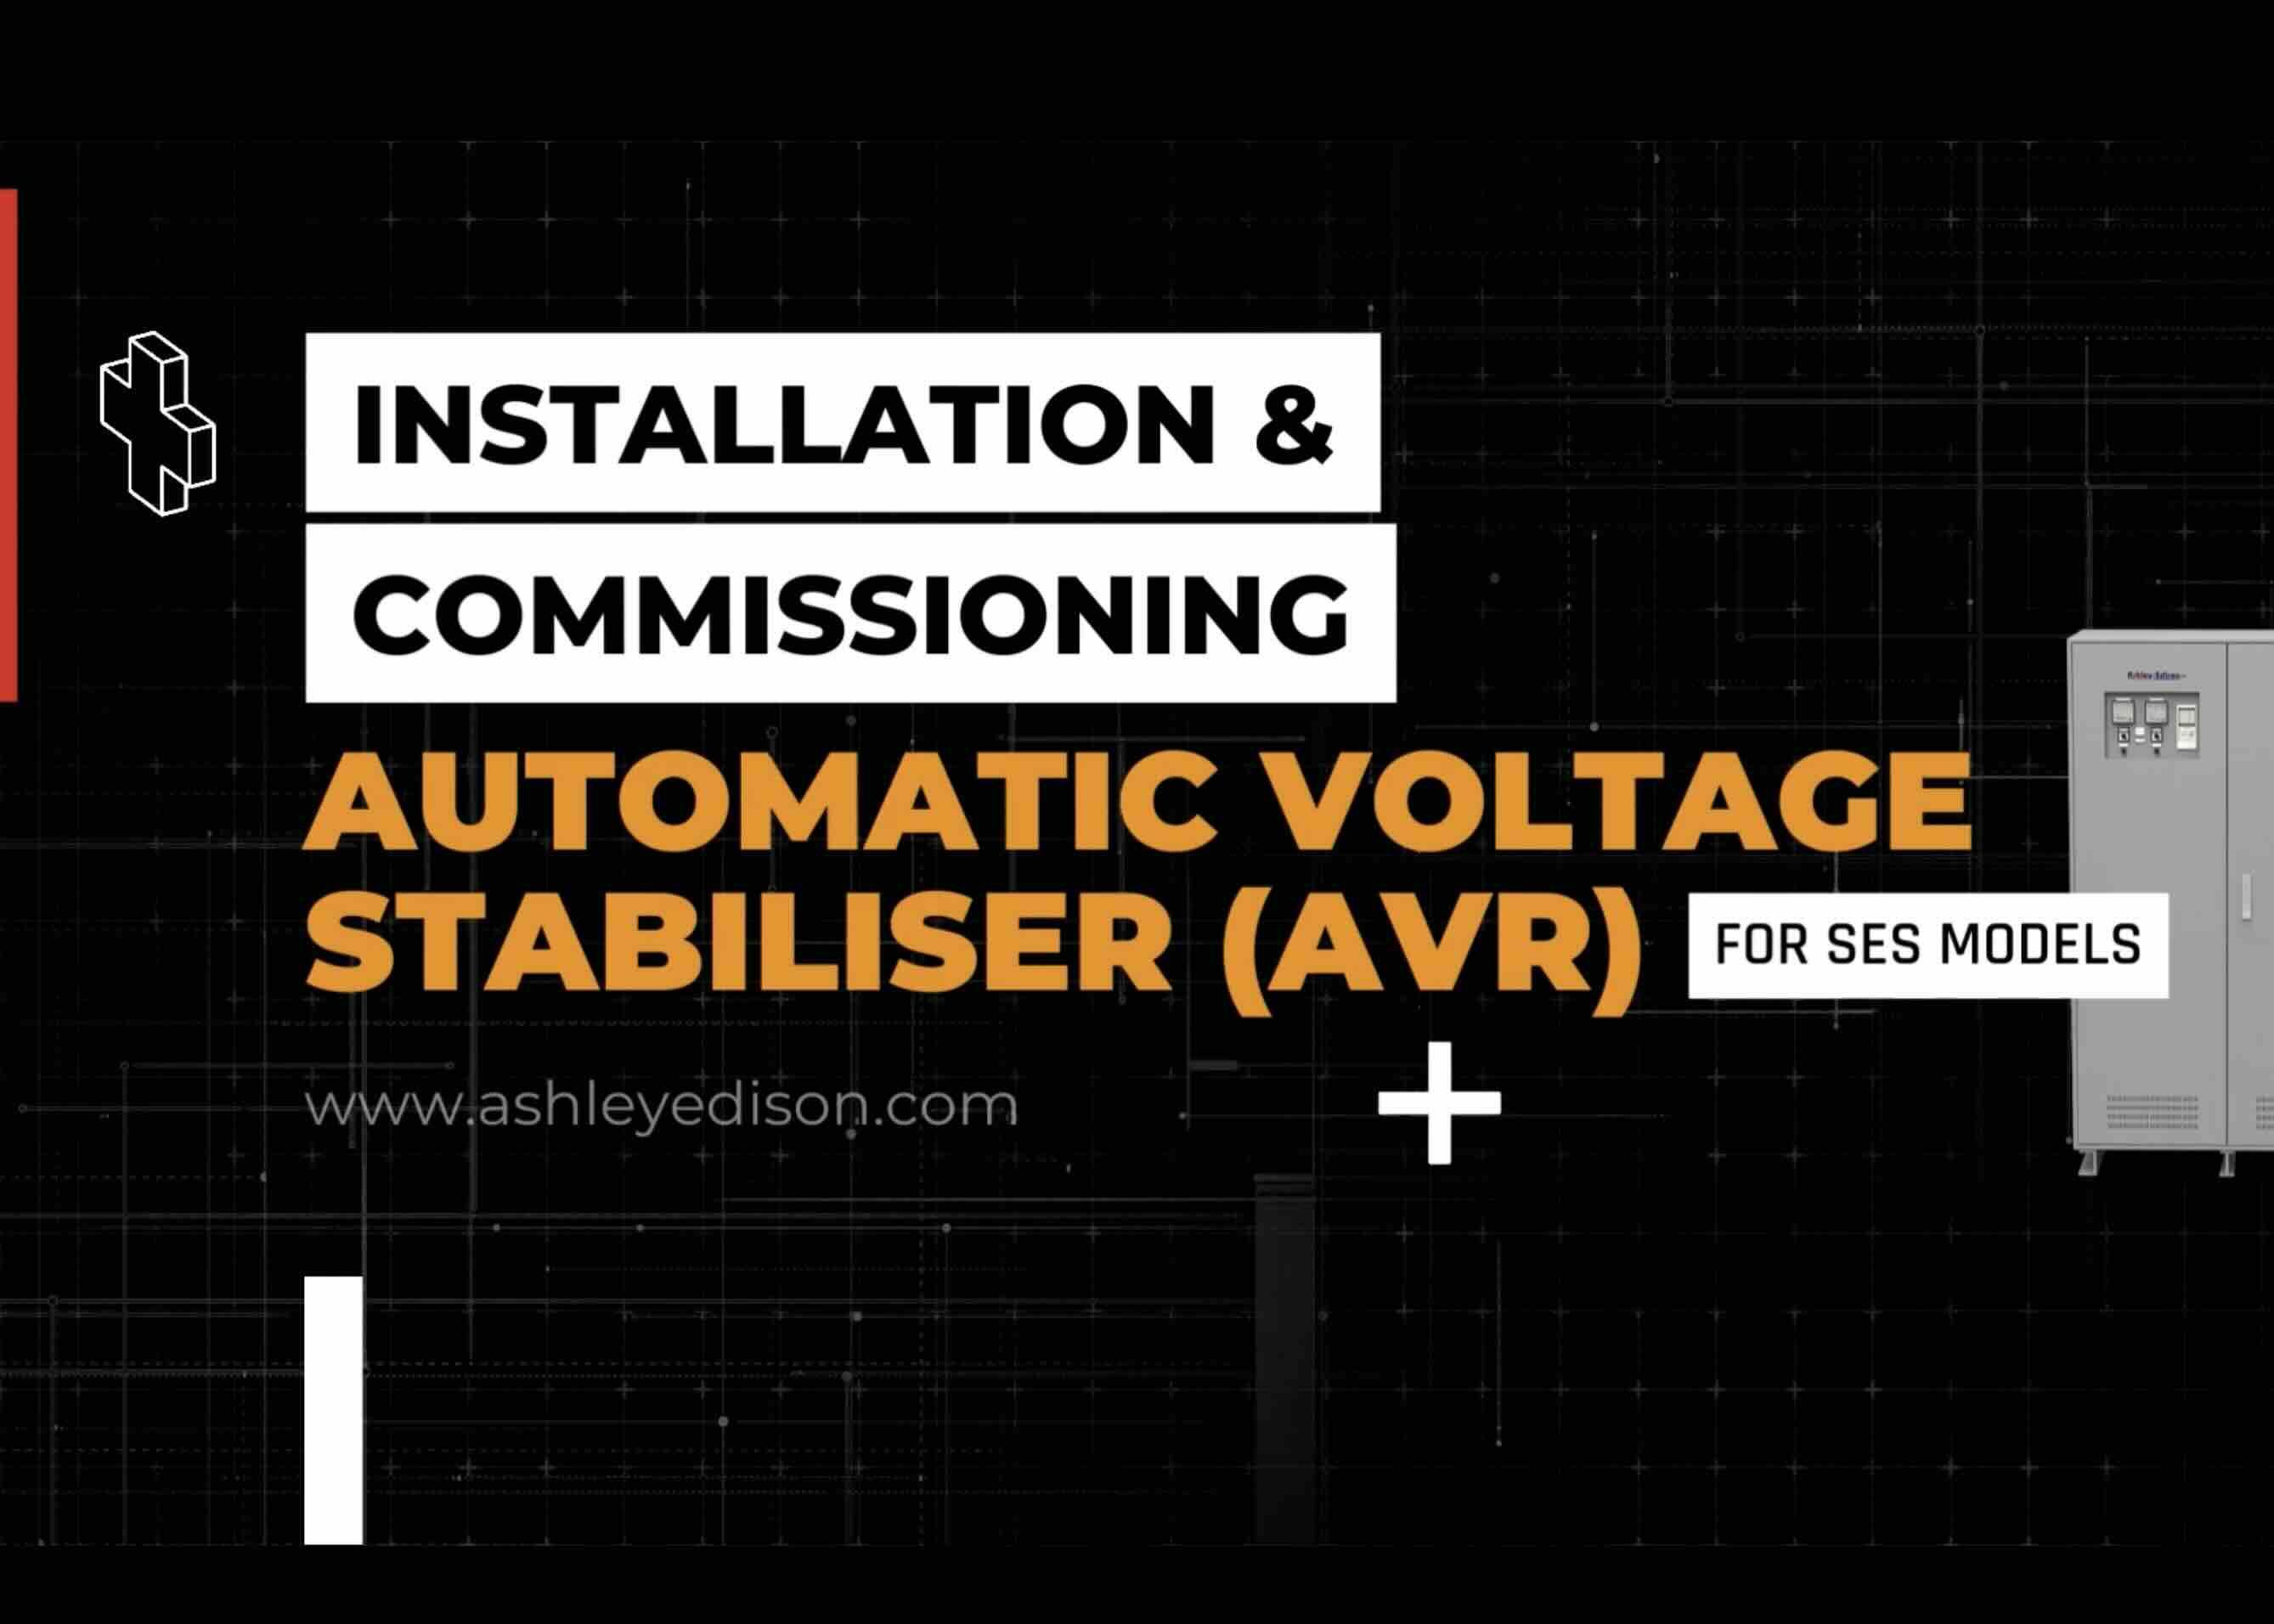 INSTALLATION &
COMMISSIONING
AUTOMATIC VOLTAGE
STABILISER (AVR)
FOR SES MODELS
www.ashleyedison.com